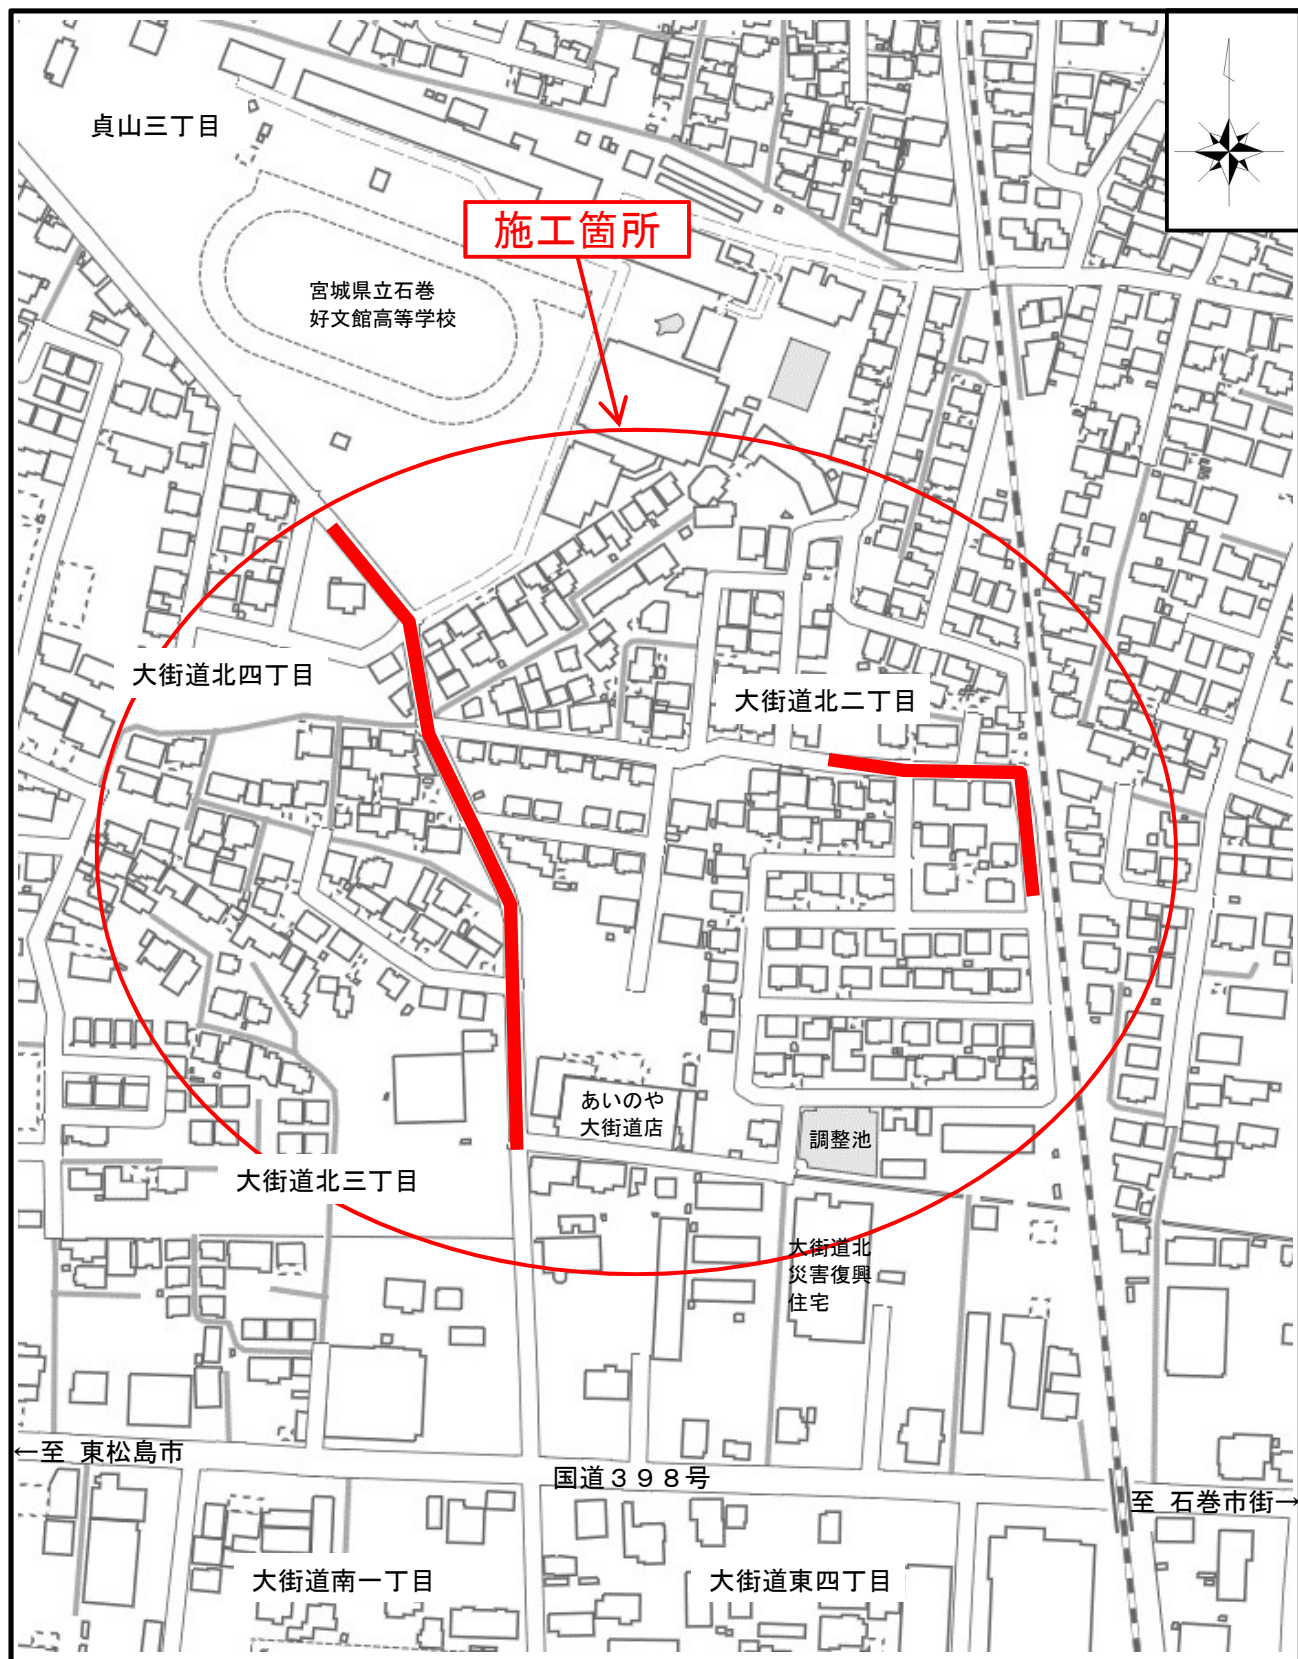 貞山三丁目
施工箇所
宮城県立石巻
好文館高等学校
大街道北四丁目
大街道北二丁目
あいのや
大街道店
調整池
大街道北三丁目
大街道北
災害復興
住宅
←至 東松島市
国道３９８号
至 石巻市街→
大街道南一丁目
大街道東四丁目